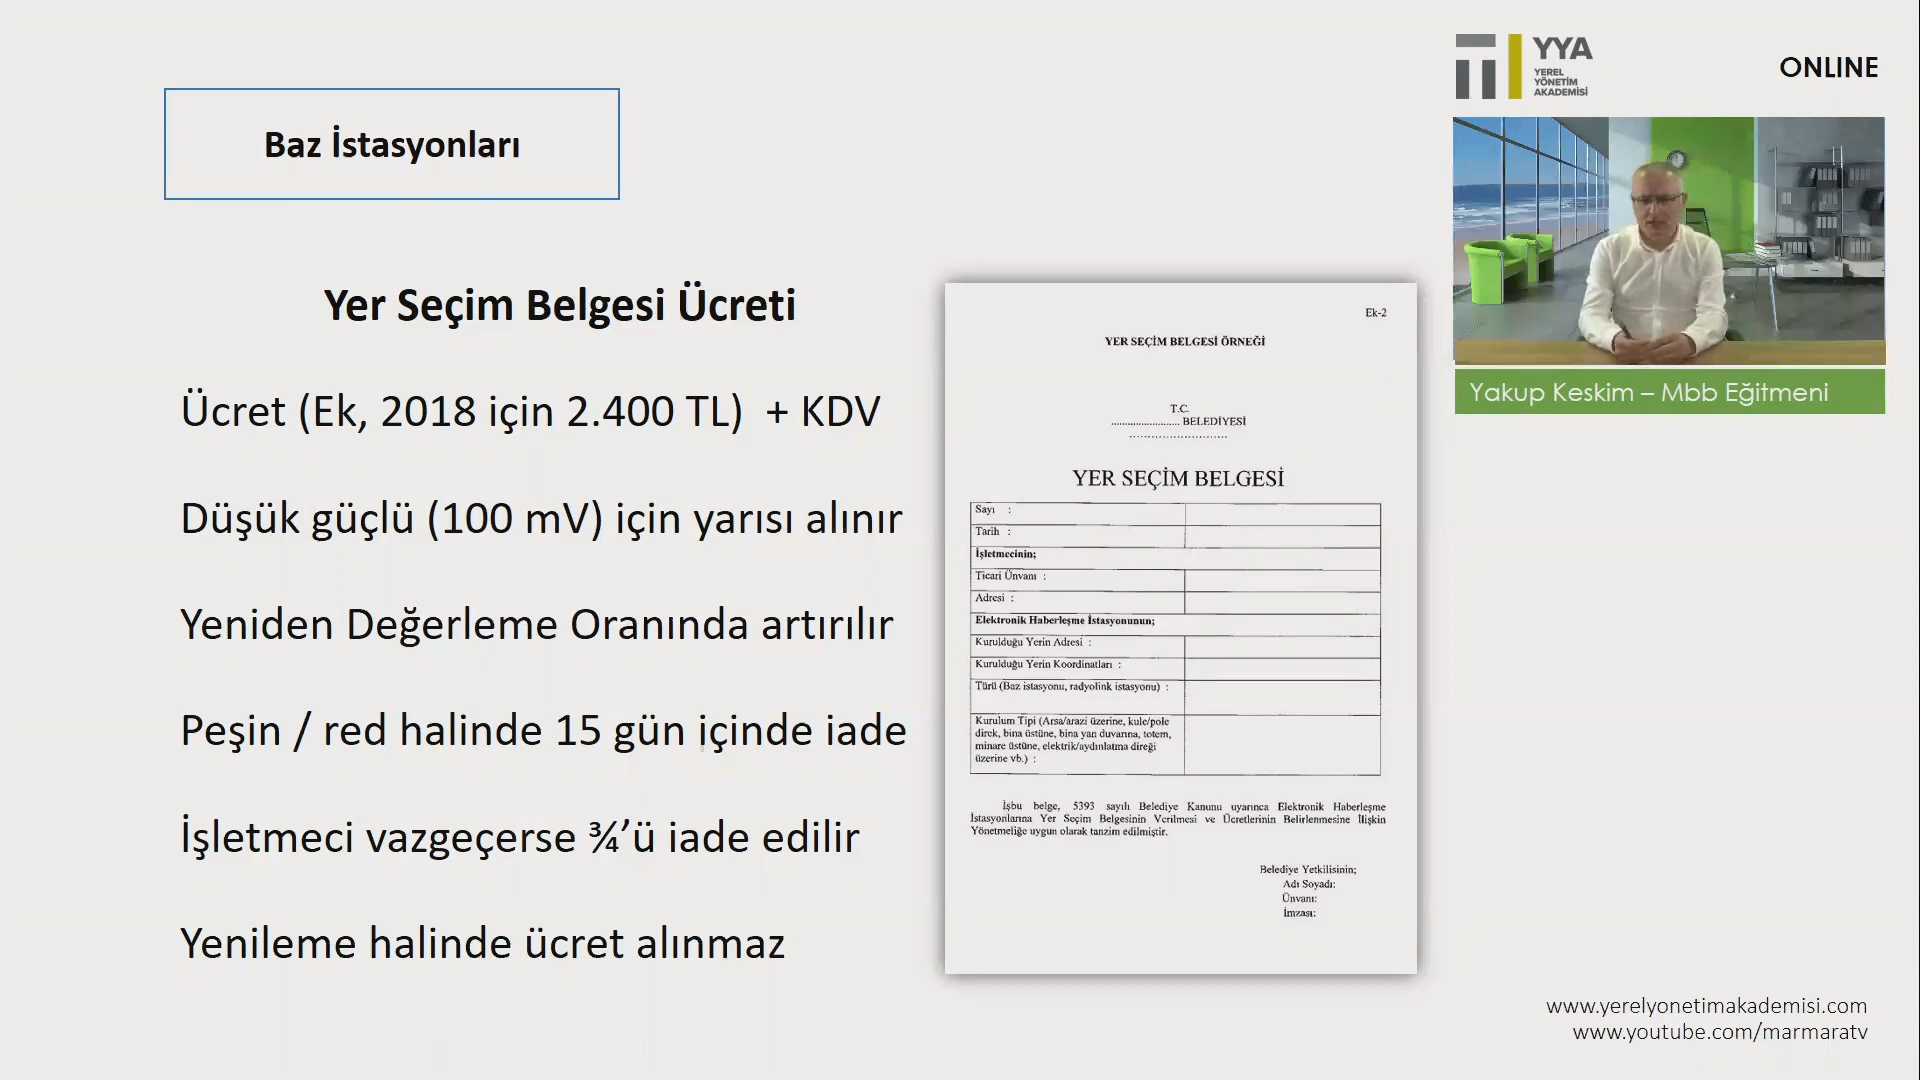 YYA
YEREL
YÖNETİM
AKADEMİSİ
ONLINE
Baz İstasyonları
Yer Seçim Belgesi Ücreti
Ücret (Ek, 2018 için 2.400 TL) + KDV
Düşük güçlü (100 mV) için yarısı alınır
Yeniden Değerleme Oranında artırılır
Peşin / red halinde 15 gün içinde iade
İşletmeci vazgeçerse ¾’ü iade edilir
Yenileme halinde ücret alınmaz
Ek-2
YER SEÇİM BELGESİ ÖRNEĞİ
T.C.
........................ BELEDİYESİ
..........................
YER SEÇİM BELGESİ
Sayı :
Tarih :
İşletmecinin;
Ticari Ünvanı :
Adresi :
Elektronik Haberleşme İstasyonunun;
Kurulduğu Yerin Adresi :
Kurulduğu Yerin Koordinatları :
Türü (Baz istasyonu, radyolink istasyonu) :
Kurulum Tipi (Arsa/arazi üzerine, kule/pole
direk, bina üstüne, bina yan duvarına, totem,
minare üstüne, elektrik/aydınlatma direği
üzerine vb.) :
İşbu belge, 5393 sayılı Belediye Kanunu uyarınca Elektronik Haberleşme
İstasyonlarına Yer Seçim Belgesinin Verilmesi ve Ücretlerinin Belirlenmesine İlişkin
Yönetmeliğe uygun olarak tanzim edilmiştir.
Belediye Yetkilisinin;
Adı Soyadı:
Ünvanı:
İmzası:
Yakup Keskim – Mbb Eğitmeni
www.yerelyonetimakademisi.com
www.youtube.com/marmaratv